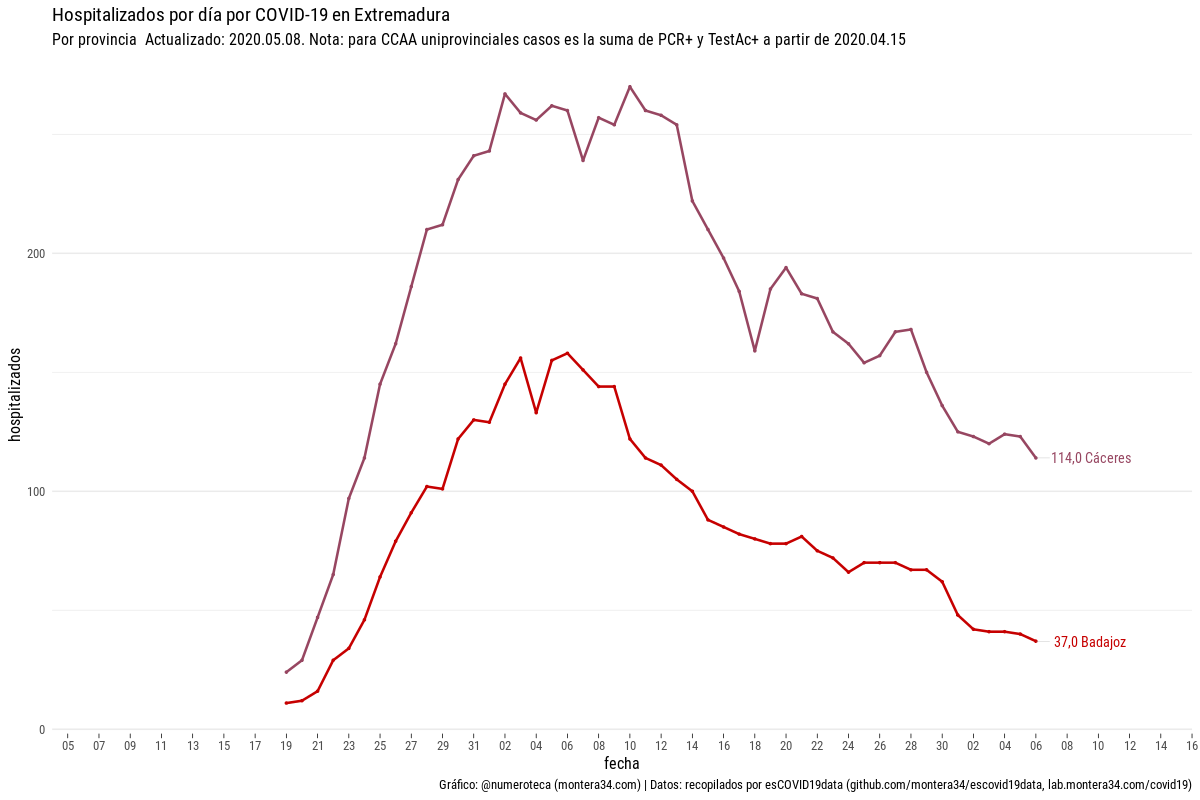 Hospitalizados por día por COVID-19 en Extremadura
Por provincia  Actualizado: 2020.05.08. Nota: para CCAA uniprovinciales casos es la suma de PCR+ y TestAc+ a partir de 2020.04.15
hospitalizados
200
100
0
114,0 Cáceres
37,0 Badajoz
05 07 09 11 13 15 17 19 21 23 25 27 29 31 02 04 06 08 10 12 14 16 18 20 22 24 26 28 30 02 04 06 08 10 12 14 16
fecha
Gráfico: @numeroteca (montera34.com) | Datos: recopilados por esCOVID19data (github.com/montera34/escovid19data, lab.montera34.com/covid19)